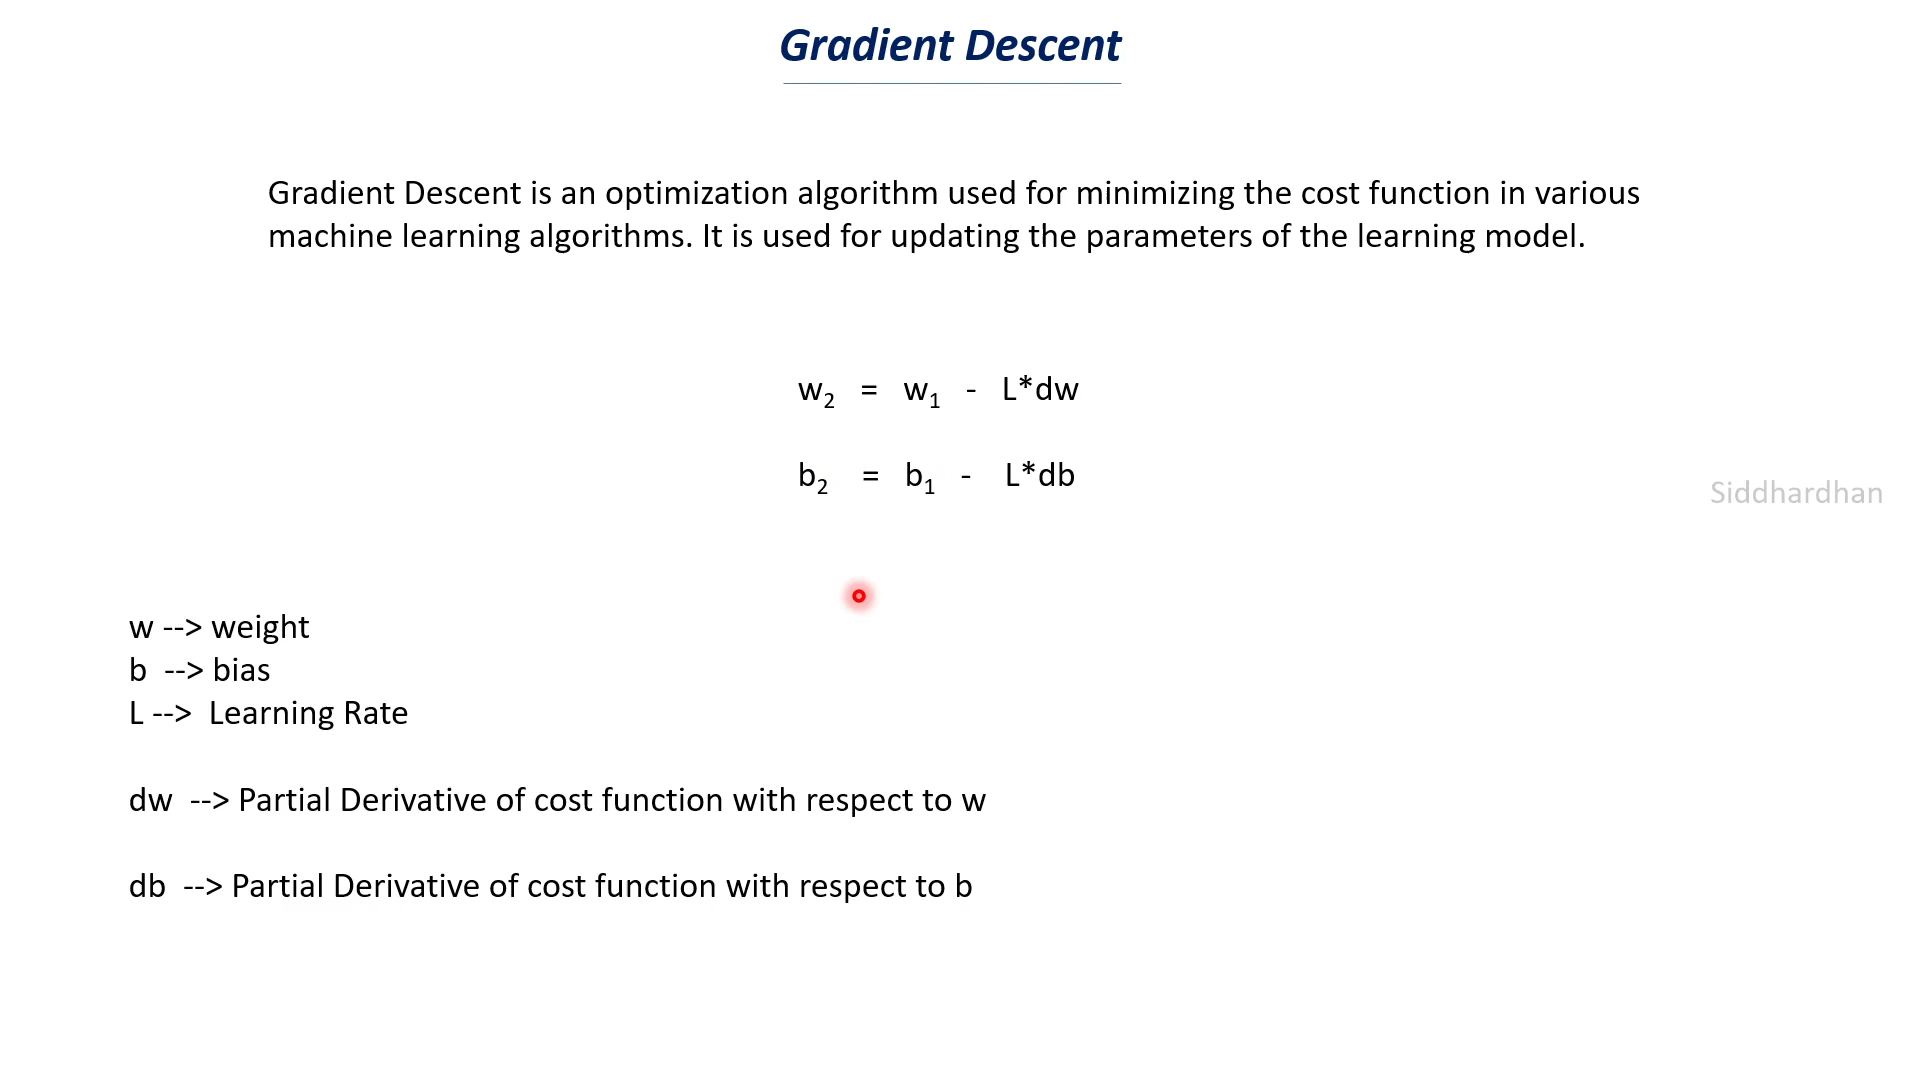 Gradient Descent
Gradient Descent is an optimization algorithm used for minimizing the cost function in various
machine learning algorithms. It is used for updating the parameters of the learning model.
w₂ = w₁ - L*dw
b₂ = b₁ - L*db
Siddhardhan
w --> weight
b --> bias
L --> Learning Rate
dw --> Partial Derivative of cost function with respect to w
db --> Partial Derivative of cost function with respect to b